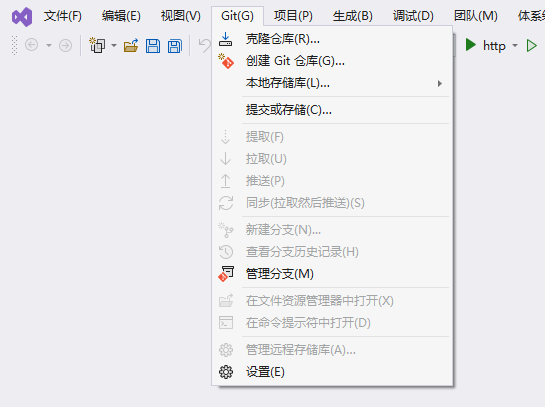 文件(F) 编辑(E) 视图(V) Git(G) 项目(P) 生成(B) 调试(D) 团队(M)
http
克隆仓库(R)...
创建 Git 仓库(G)...
本地存储库(L)...
提交或存储(C)...
提取(F)
拉取(U)
推送(P)
同步(拉取然后推送)(S)
新建分支(N)...
查看分支历史记录(H)
管理分支(M)
在文件资源管理器中打开(X)
在命令提示符中打开(D)
管理远程存储库(A)...
设置(E)